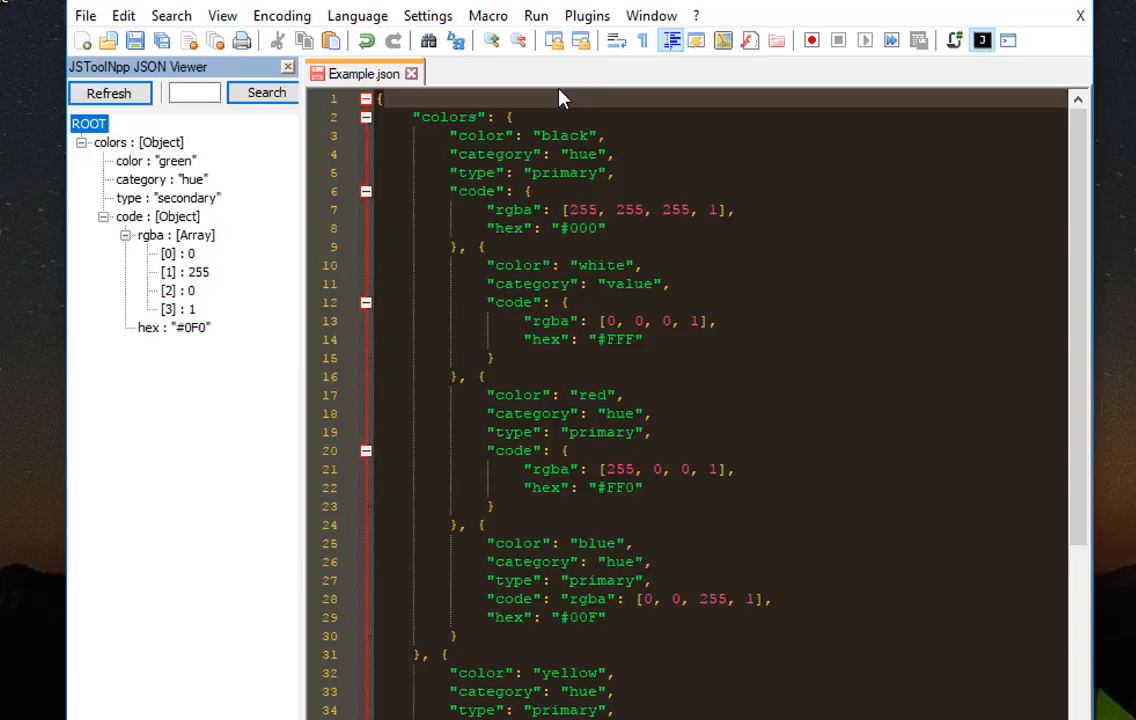 File Edit Search View Encoding Language Settings Macro Run Plugins Window ? X
JSToolNpp JSON Viewer
Refresh Search
ROOT
colors : [Object]
color : "green"
category : "hue"
type : "secondary"
code : [Object]
rgba : [Array]
[0] : 0
[1] : 255
[2] : 0
[3] : 1
hex : "#0F0"
Example.json
1 {
2 "colors": {
3 "color": "black",
4 "category": "hue",
5 "type": "primary",
6 "code": {
7 "rgba": [255, 255, 255, 1],
8 "hex": "#000"
9 }, {
10 "color": "white",
11 "category": "value",
12 "code": {
13 "rgba": [0, 0, 0, 1],
14 "hex": "#FFF"
15 }
16 }, {
17 "color": "red",
18 "category": "hue",
19 "type": "primary",
20 "code": {
21 "rgba": [255, 0, 0, 1],
22 "hex": "#FF0"
23 }
24 }, {
25 "color": "blue",
26 "category": "hue",
27 "type": "primary",
28 "code": "rgba": [0, 0, 255, 1],
29 "hex": "#00F"
30 }
31 }, {
32 "color": "yellow",
33 "category": "hue",
34 "type": "primary",